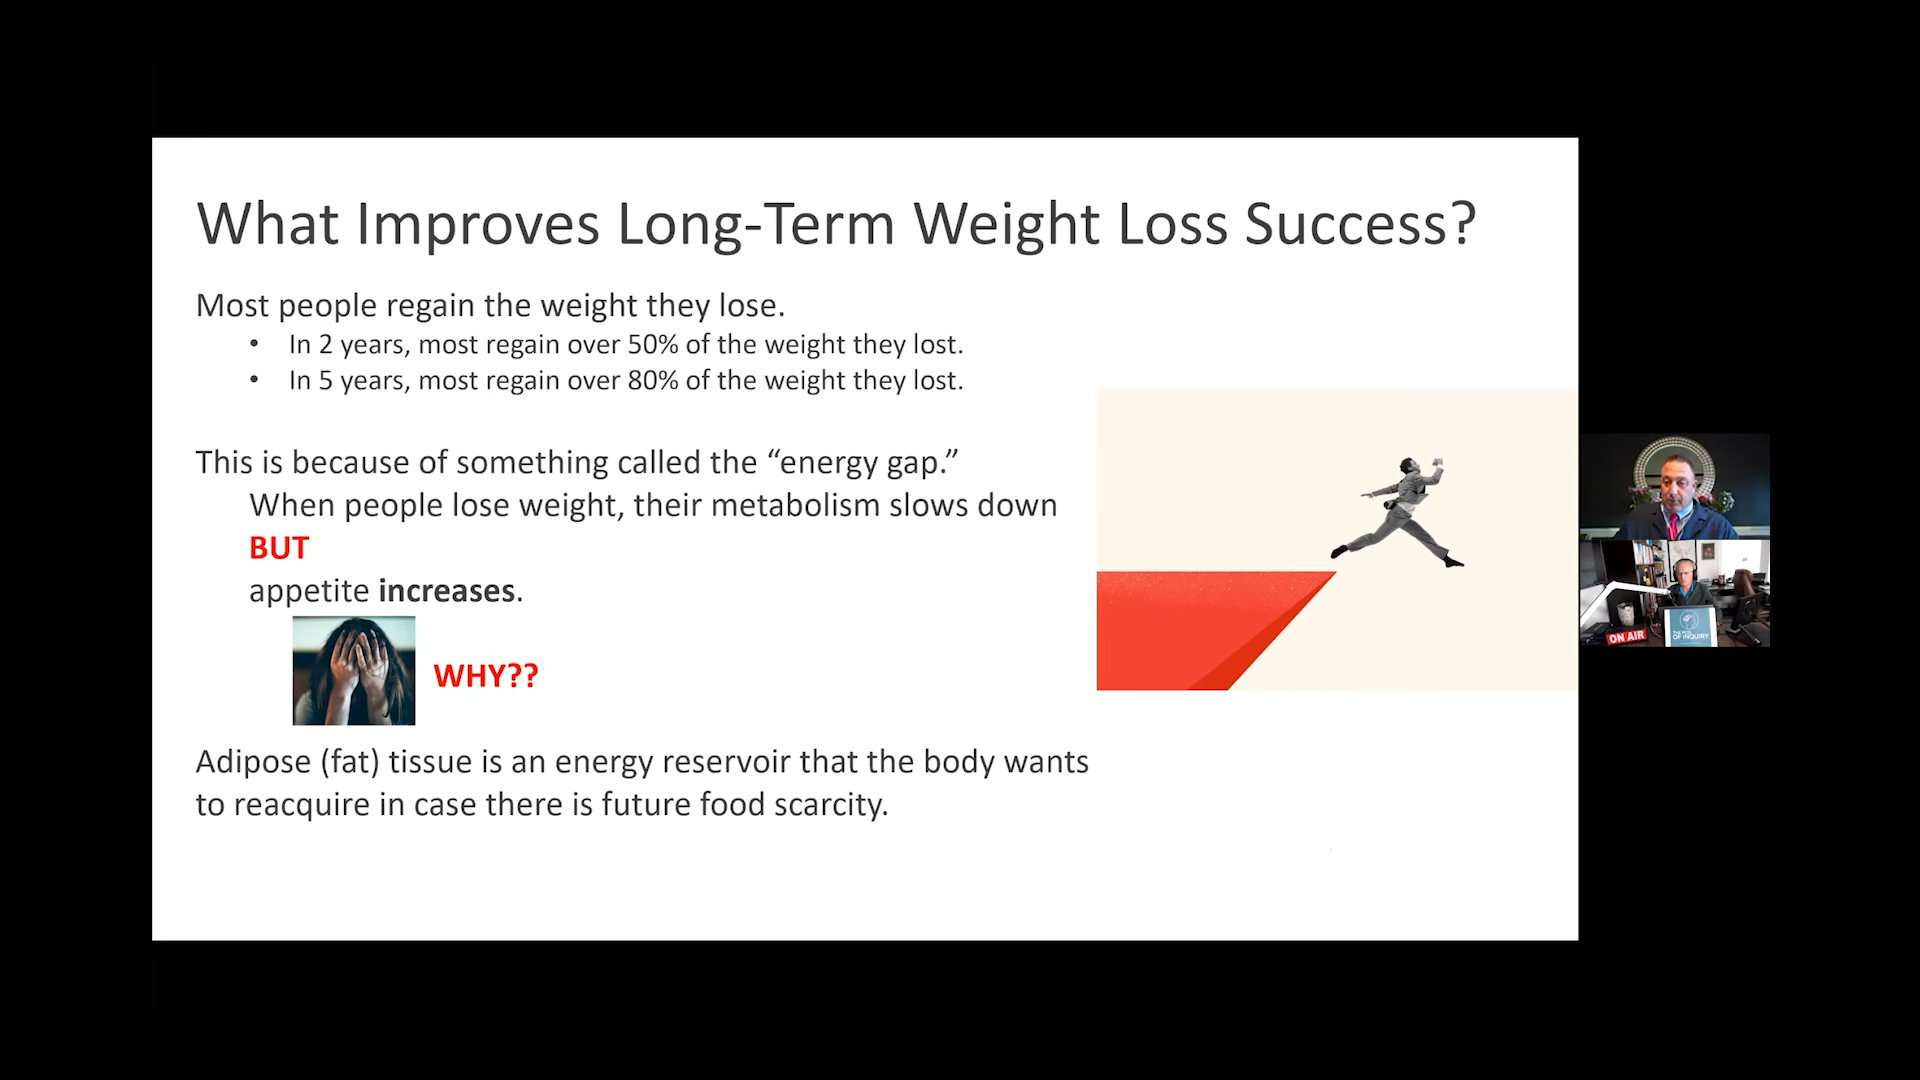 What Improves Long-Term Weight Loss Success?
Most people regain the weight they lose.
• In 2 years, most regain over 50% of the weight they lost.
• In 5 years, most regain over 80% of the weight they lost.
This is because of something called the “energy gap.”
When people lose weight, their metabolism slows down
BUT
appetite increases.
WHY??
Adipose (fat) tissue is an energy reservoir that the body wants
to reacquire in case there is future food scarcity.
ON AIR
OF INQUIRY